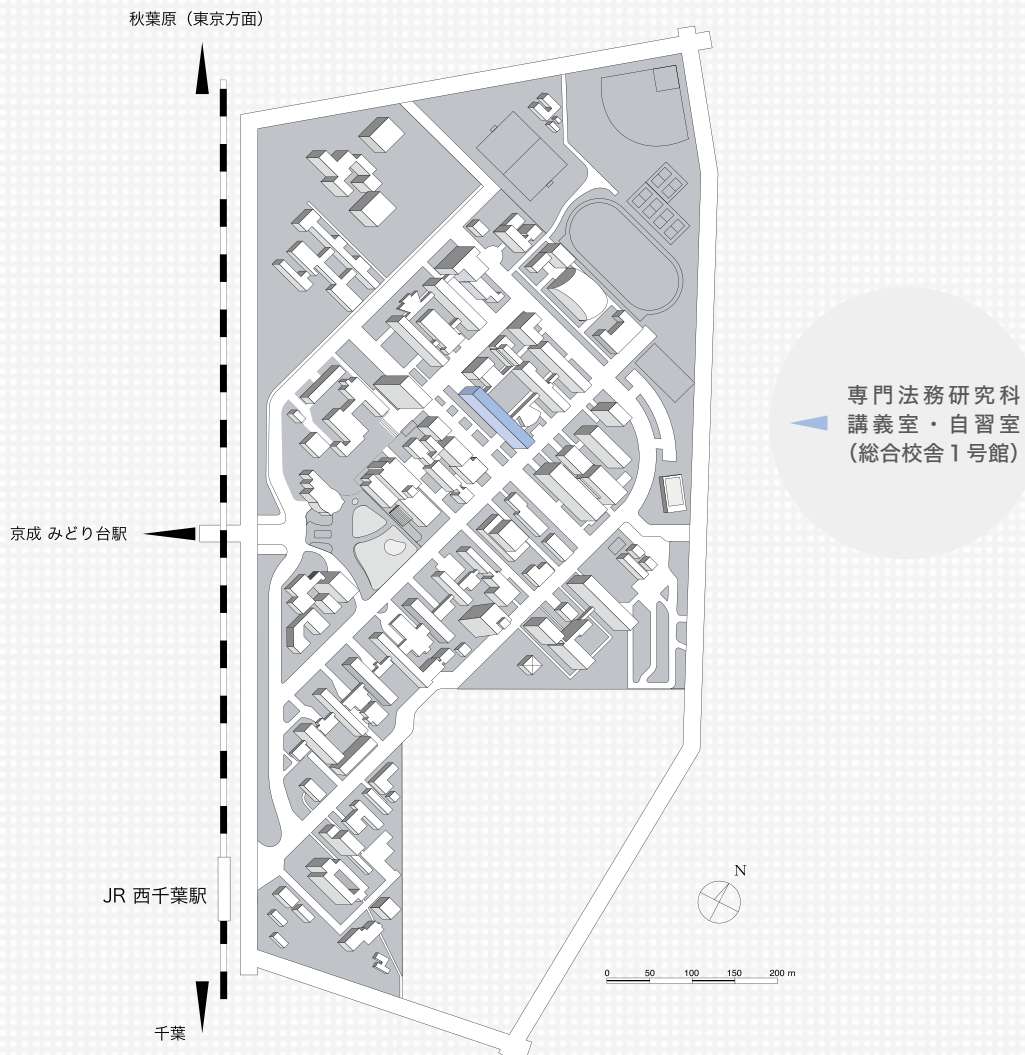 秋葉原（東京方面）
専門法務研究科
講義室・自習室
（総合校舎１号館）
京成 みどり台駅
N
JR 西千葉駅
0 50 100 150 200 m
千葉